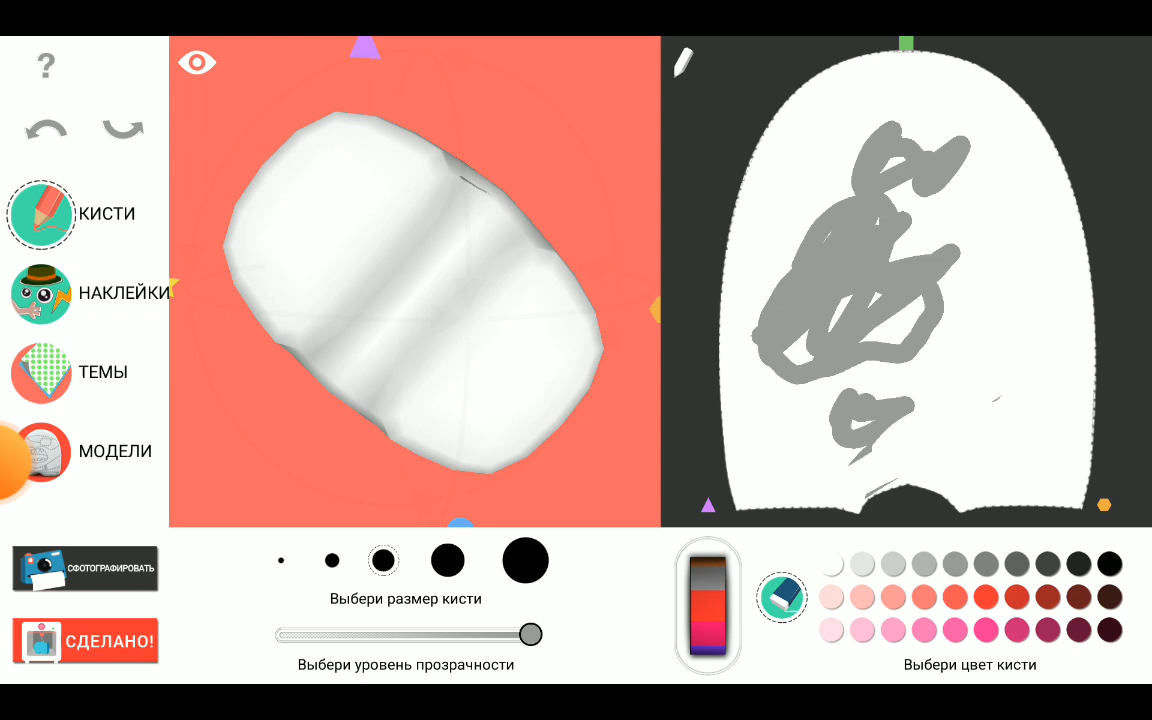 ?
КИСТИ
НАКЛЕЙКИ
ТЕМЫ
МОДЕЛИ
СФОТОГРАФИРОВАТЬ
СДЕЛАНО!
Выбери размер кисти
Выбери уровень прозрачности
Выбери цвет кисти